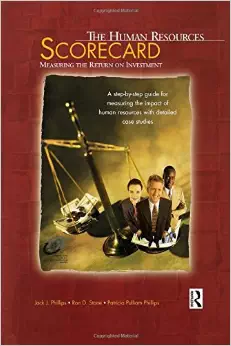 THE HUMAN RESOURCES
SCORECARD
MEASURING THE RETURN ON INVESTMENT
A step-by-step guide for
measuring the impact of
human resources with detailed
case studies
Jack J. Phillips • Ron D. Stone • Patricia Pulliam Phillips
R